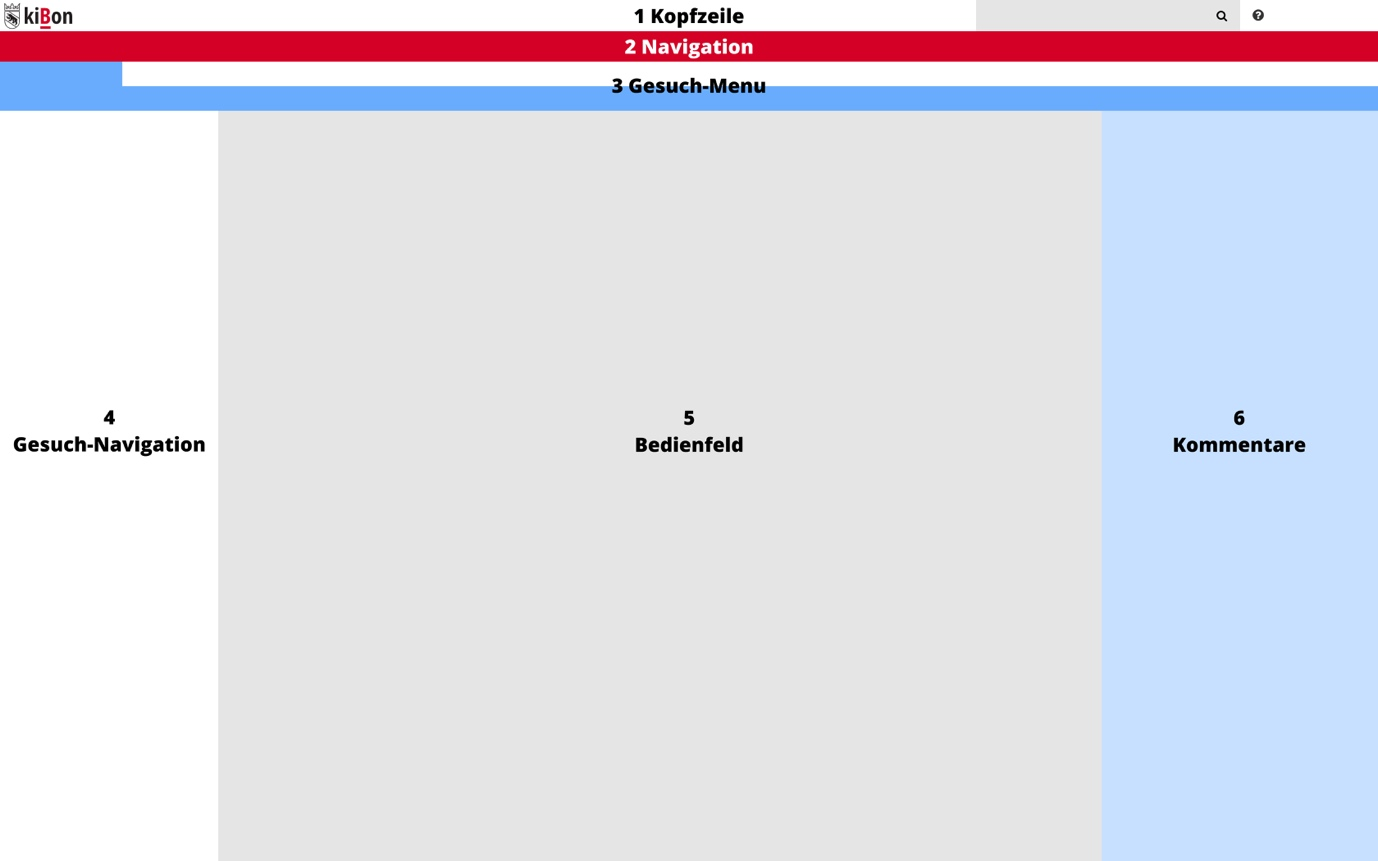 kiBon
1 Kopfzeile
2 Navigation
3 Gesuch-Menu
4
Gesuch-Navigation
5
Bedienfeld
6
Kommentare